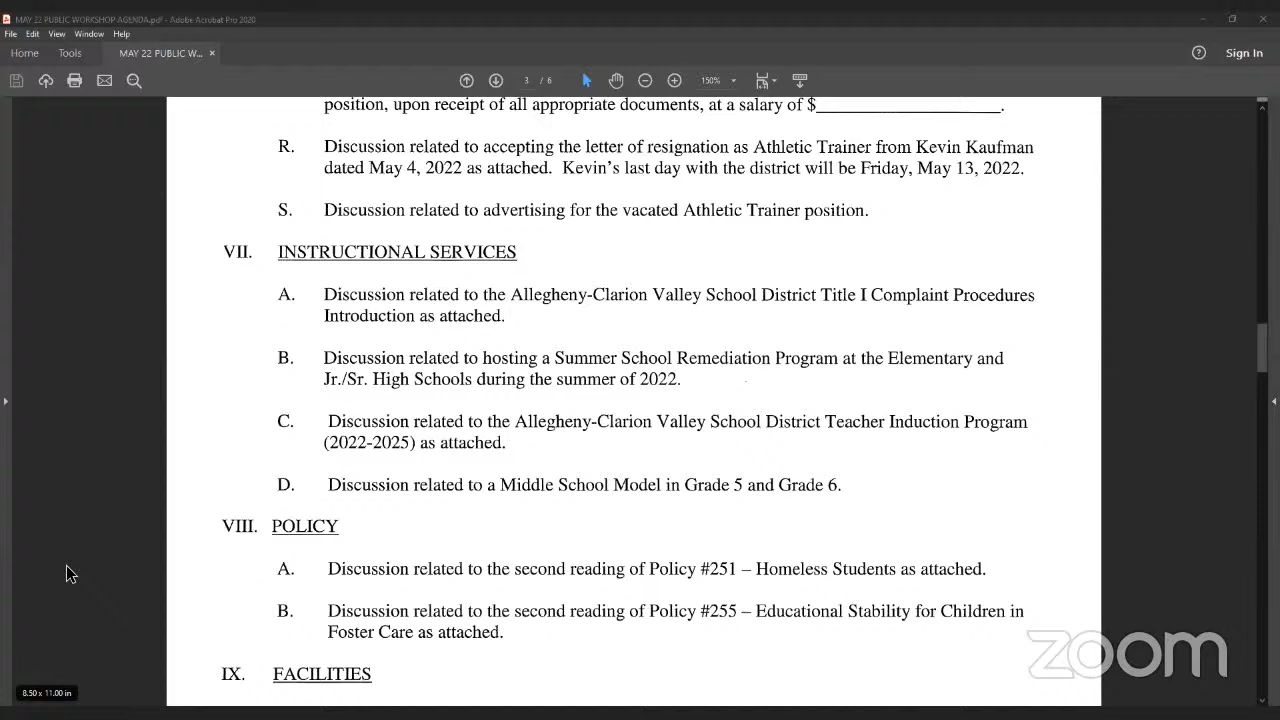 MAY 22 PUBLIC WORKSHOP AGENDA.pdf - Adobe Acrobat Pro 2020
File Edit View Window Help
Home Tools MAY 22 PUBLIC W... × Sign In
3 / 6 150%
position, upon receipt of all appropriate documents, at a salary of $____________________.
R. Discussion related to accepting the letter of resignation as Athletic Trainer from Kevin Kaufman
dated May 4, 2022 as attached. Kevin’s last day with the district will be Friday, May 13, 2022.
S. Discussion related to advertising for the vacated Athletic Trainer position.
VII. INSTRUCTIONAL SERVICES
A. Discussion related to the Allegheny-Clarion Valley School District Title I Complaint Procedures
Introduction as attached.
B. Discussion related to hosting a Summer School Remediation Program at the Elementary and
Jr./Sr. High Schools during the summer of 2022.
C. Discussion related to the Allegheny-Clarion Valley School District Teacher Induction Program
(2022-2025) as attached.
D. Discussion related to a Middle School Model in Grade 5 and Grade 6.
VIII. POLICY
A. Discussion related to the second reading of Policy #251 – Homeless Students as attached.
B. Discussion related to the second reading of Policy #255 – Educational Stability for Children in
Foster Care as attached.
IX. FACILITIES
zoom
8.50 x 11.00 in